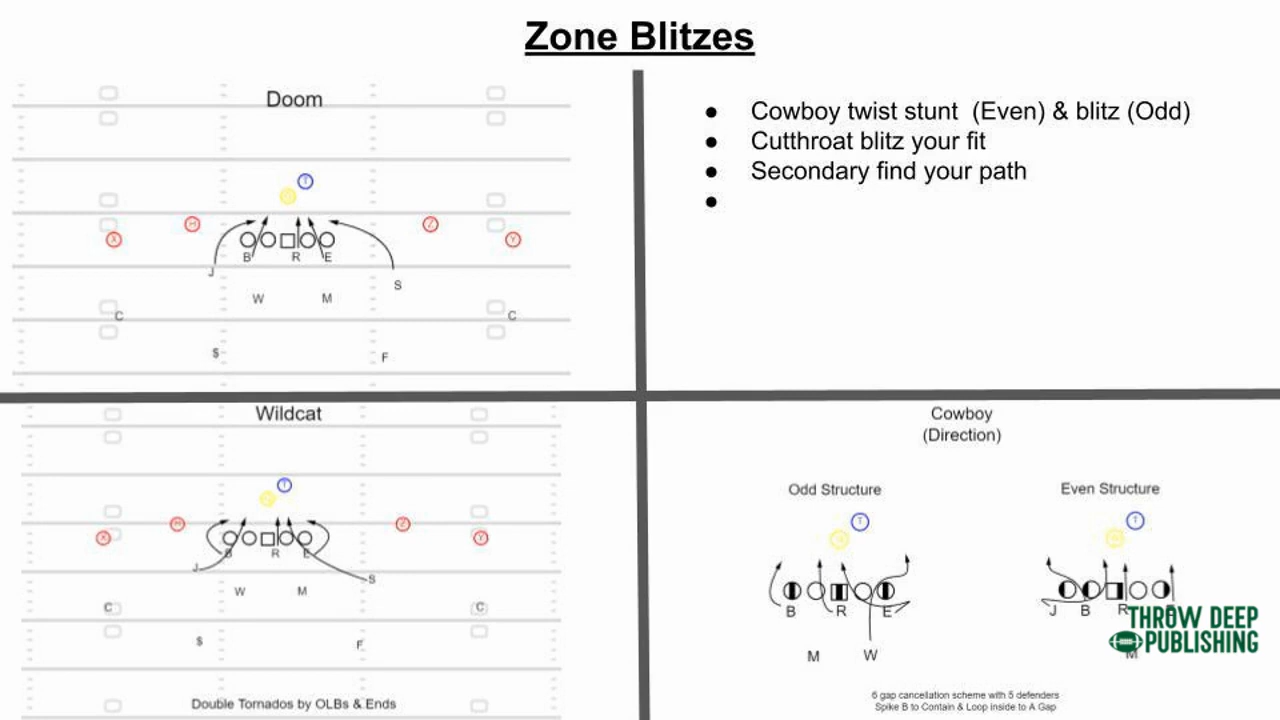 Zone Blitzes
Doom
T
H
Z
X
Y
B R E
J
S
W M
C
C
$
F
● Cowboy twist stunt (Even) & blitz (Odd)
● Cutthroat blitz your fit
● Secondary find your path
●
Wildcat
T
H
Z
X
Y
B R E
J
S
W M
C
C
$
F
Double Tornados by OLBs & Ends
Cowboy
(Direction)
Odd Structure
Even Structure
T
T
B R E
J B R
M W
M
THROW DEEP
PUBLISHING
6 gap cancellation scheme with 5 defenders
Spike B to Contain & Loop inside to A Gap